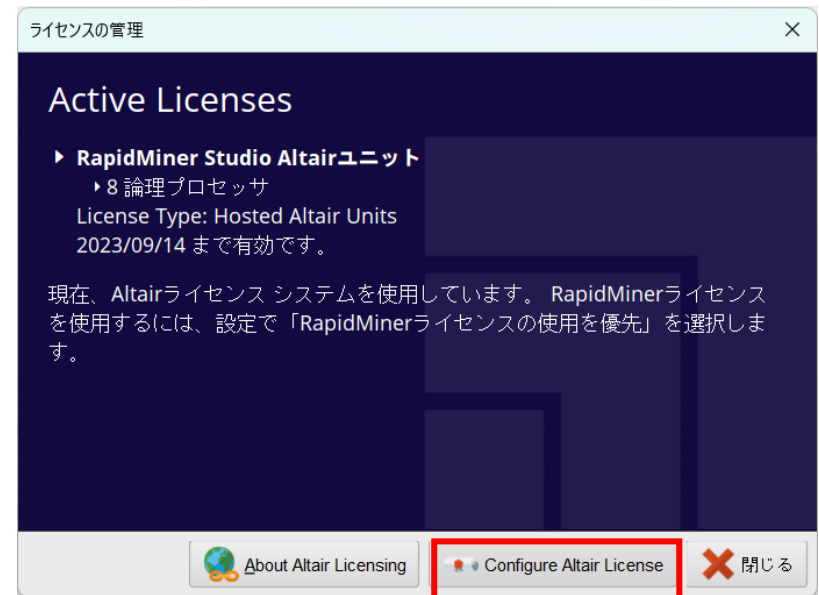 ライセンスの管理
Active Licenses
RapidMiner Studio Altairユニット
8 論理プロセッサ
License Type: Hosted Altair Units
2023/09/14 まで有効です。
現在、Altairライセンス システムを使用しています。 RapidMinerライセンス
を使用するには、設定で「RapidMinerライセンスの使用を優先」を選択しま
す。
About Altair Licensing
Configure Altair License
閉じる